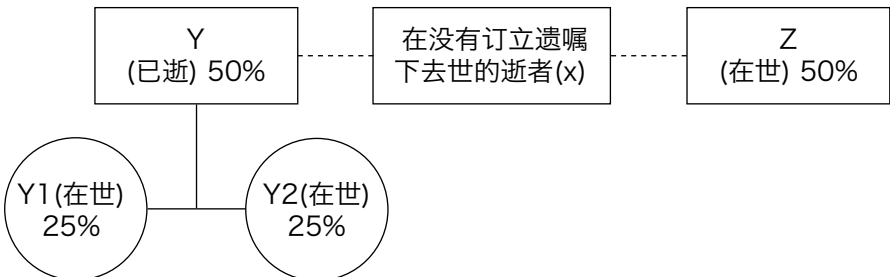 Y
(已逝) 50%
在没有订立遗嘱
下去世的逝者(x)
Z
(在世) 50%
Y1(在世)
25%
Y2(在世)
25%